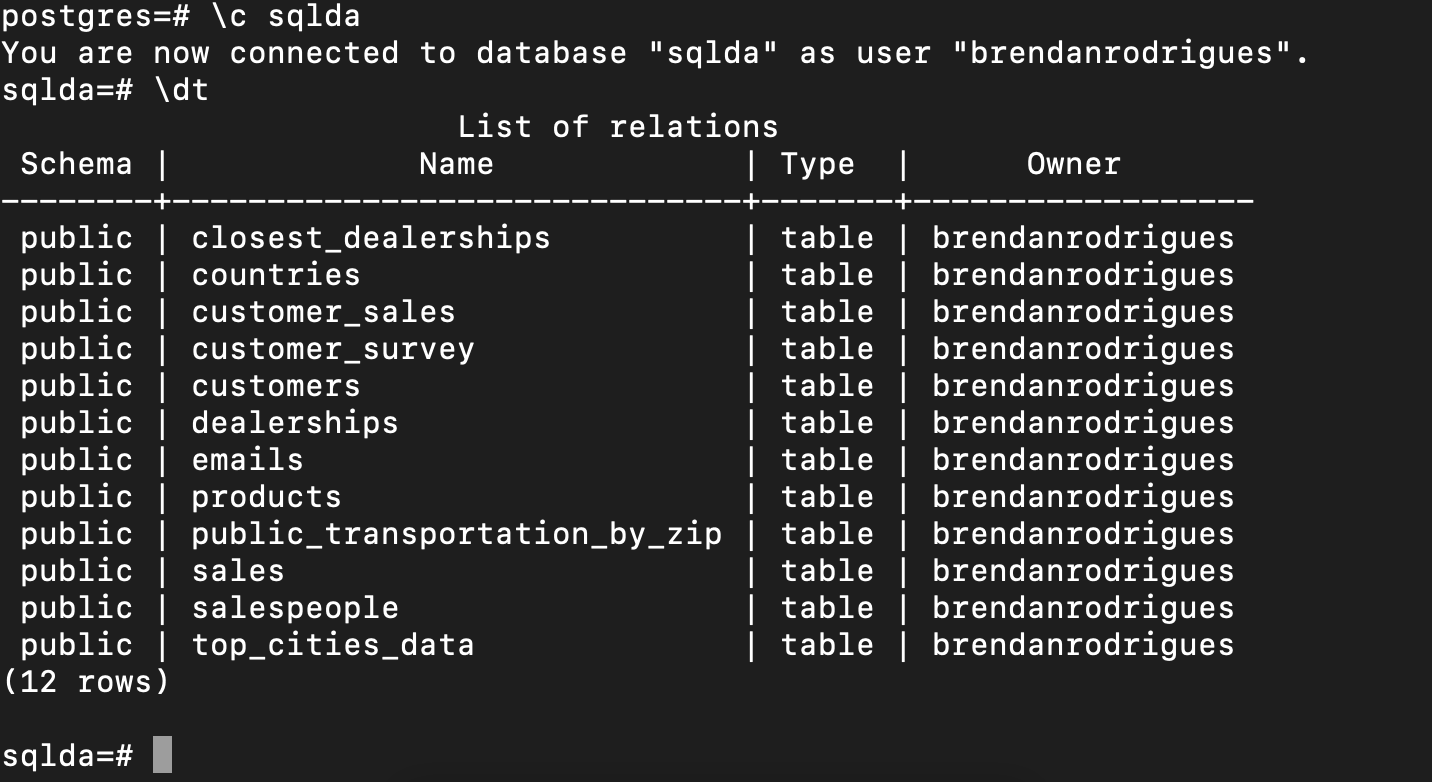 postgres=# \c sqlda
You are now connected to database "sqlda" as user "brendanrodrigues".
sqlda=# \dt
                        List of relations
 Schema |             Name             | Type  |      Owner
--------+------------------------------+-------+------------------
 public | closest_dealerships          | table | brendanrodrigues
 public | countries                    | table | brendanrodrigues
 public | customer_sales               | table | brendanrodrigues
 public | customer_survey              | table | brendanrodrigues
 public | customers                    | table | brendanrodrigues
 public | dealerships                  | table | brendanrodrigues
 public | emails                       | table | brendanrodrigues
 public | products                     | table | brendanrodrigues
 public | public_transportation_by_zip | table | brendanrodrigues
 public | sales                        | table | brendanrodrigues
 public | salespeople                  | table | brendanrodrigues
 public | top_cities_data              | table | brendanrodrigues
(12 rows)

sqlda=#